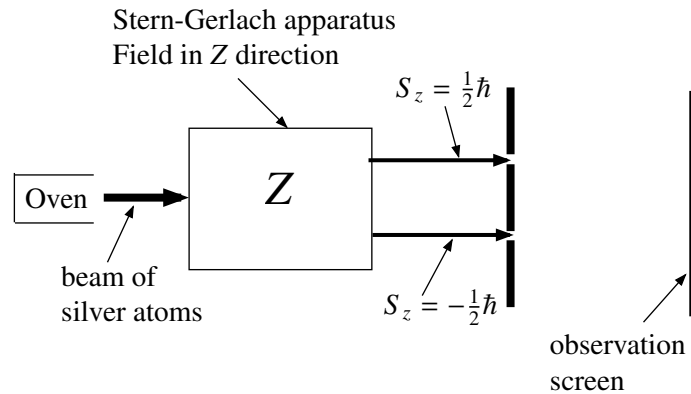 Stern-Gerlach apparatus
Field in Z direction
S_z = ½ħ
Oven
Z
beam of
silver atoms
S_z = −½ħ
observation
screen